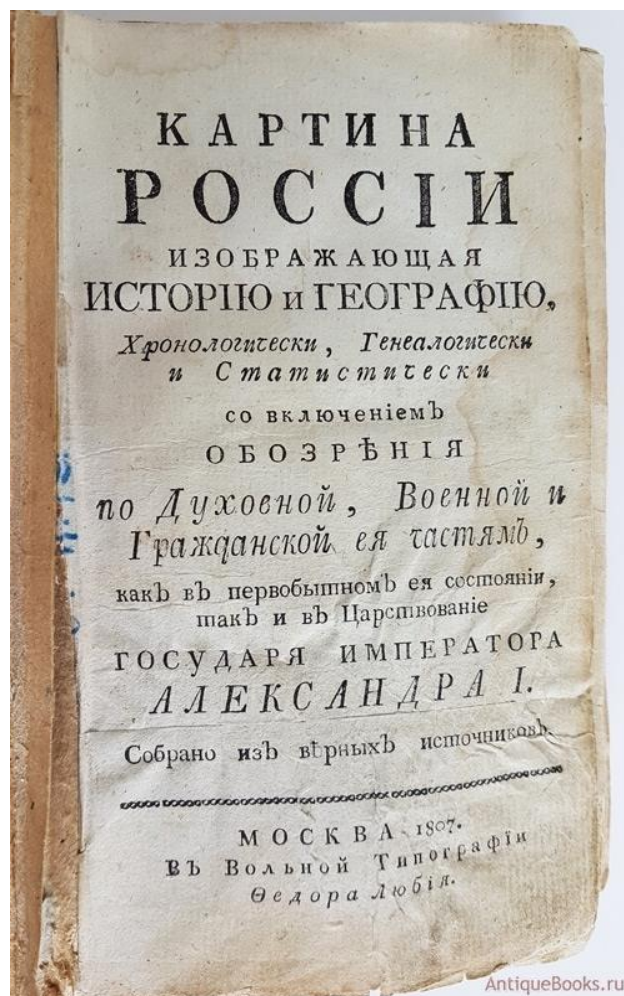 КАРТИНА
РОССІИ
ИЗОБРАЖАЮЩАЯ
ИСТОРІЮ и ГЕОГРАФІЮ,
Хронологически, Генеалогически
и Статистически
со включеніемъ
ОБОЗРѢНІЯ
по Духовной, Военной и
Гражданской ея частямъ,
какъ въ первобытномъ ея состояніи,
такъ и въ Царствованіе
ГОСУДАРЯ ИМПЕРАТОРА
АЛЕКСАНДРА I.
Собрано изъ вѣрныхъ источниковъ.
МОСКВА 1807.
Въ Вольной Типографіи
Ѳедора Любія.
AntiqueBooks.ru